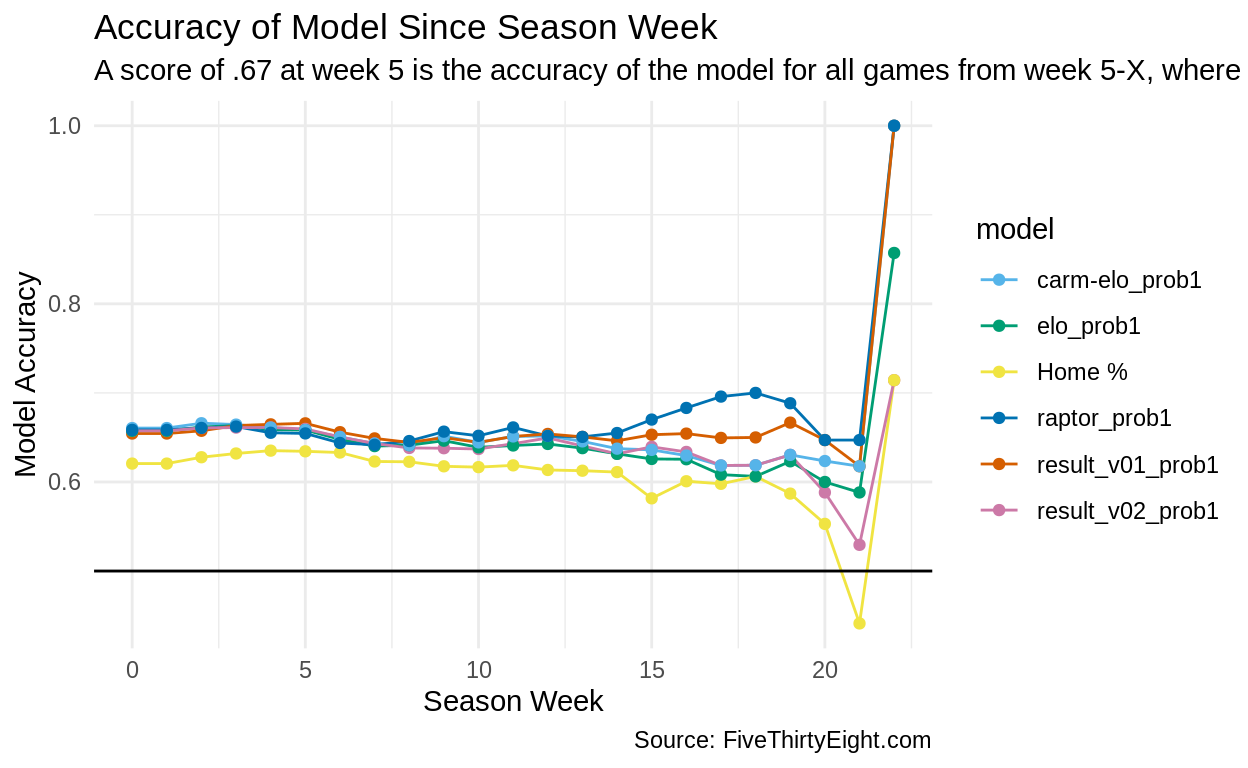 Accuracy of Model Since Season Week
A score of .67 at week 5 is the accuracy of the model for all games from week 5-X, where
Model Accuracy
1.0
0.8
0.6
0
5
10
15
20
Season Week
model
carm-elo_prob1
elo_prob1
Home %
raptor_prob1
result_v01_prob1
result_v02_prob1
Source: FiveThirtyEight.com